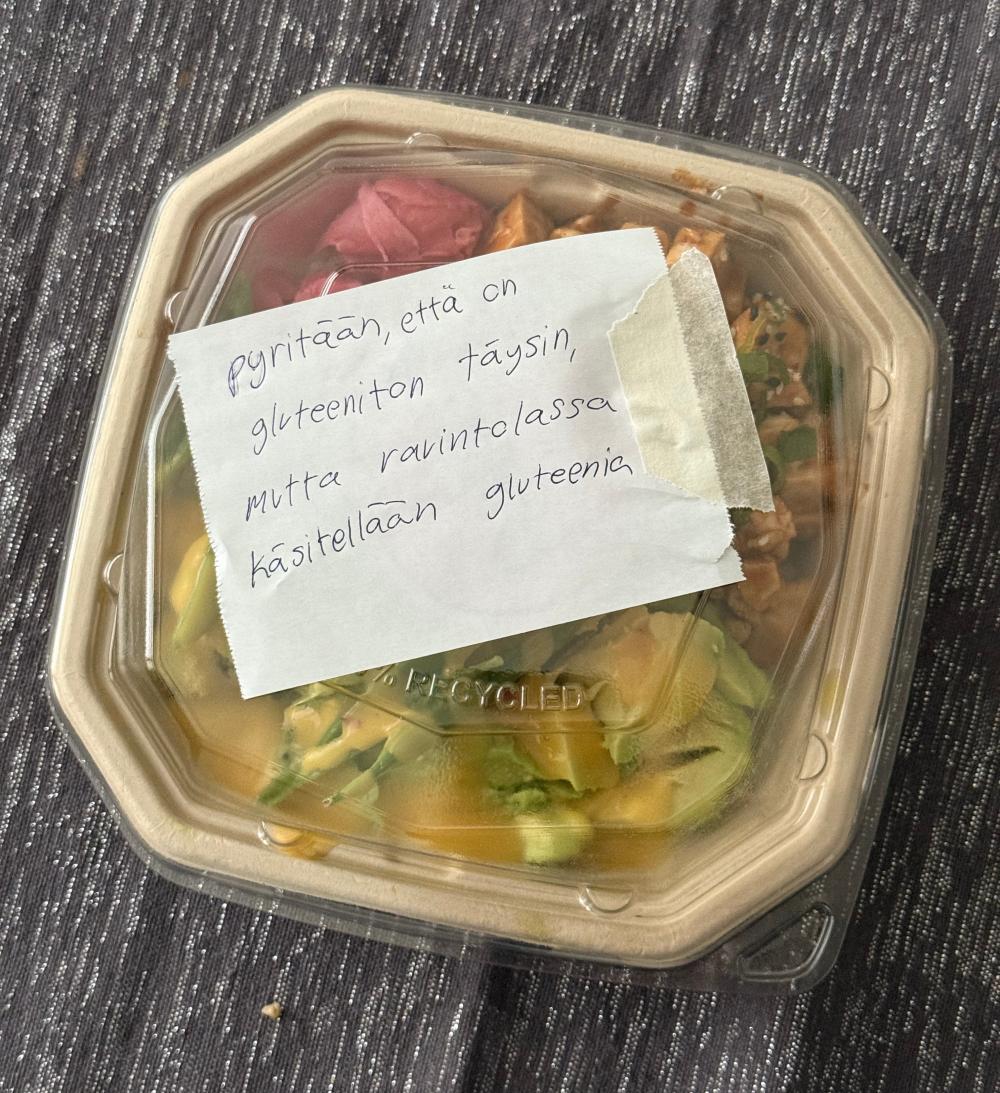 pyritään, että on
gluteeniton täysin,
mutta ravintolassa
käsitellään gluteenia
% RECYCLED